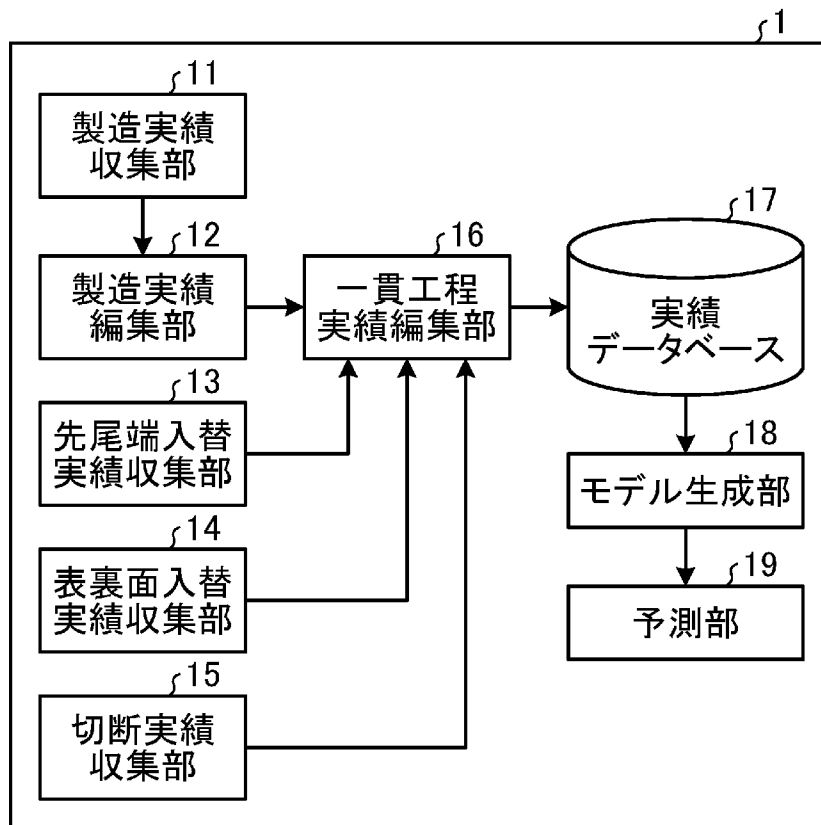 1
11
製造実績
収集部
12
製造実績
編集部
13
先尾端入替
実績収集部
14
表裏面入替
実績収集部
15
切断実績
収集部
16
一貫工程
実績編集部
17
実績
データベース
18
モデル生成部
19
予測部